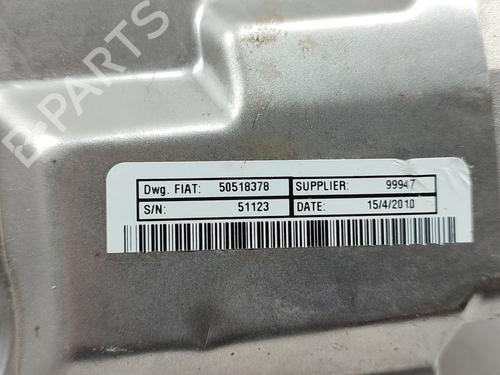 Dwg. FIAT: 50518378 SUPPLIER: 99947
S/N: 51123 DATE: 15/4/2010
B-PARTS